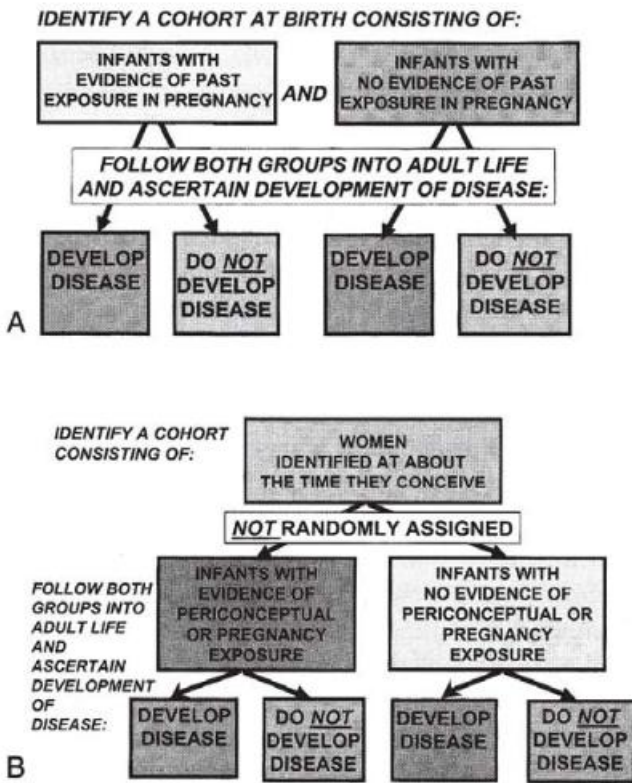 IDENTIFY A COHORT AT BIRTH CONSISTING OF:
INFANTS WITH
EVIDENCE OF PAST
EXPOSURE IN PREGNANCY
AND
INFANTS WITH
NO EVIDENCE OF PAST
EXPOSURE IN PREGNANCY
FOLLOW BOTH GROUPS INTO ADULT LIFE
AND ASCERTAIN DEVELOPMENT OF DISEASE:
DEVELOP
DISEASE
DO NOT
DEVELOP
DISEASE
DEVELOP
DISEASE
DO NOT
DEVELOP
DISEASE
A
IDENTIFY A COHORT
CONSISTING OF:
WOMEN
IDENTIFIED AT ABOUT
THE TIME THEY CONCEIVE
NOT RANDOMLY ASSIGNED
FOLLOW BOTH
GROUPS INTO
ADULT LIFE
AND
ASCERTAIN
DEVELOPMENT
OF
DISEASE:
INFANTS WITH
EVIDENCE OF
PERICONCEPTUAL
OR PREGNANCY
EXPOSURE
INFANTS WITH
NO EVIDENCE OF
PERICONCEPTUAL OR
PREGNANCY
EXPOSURE
DEVELOP
DISEASE
DO NOT
DEVELOP
DISEASE
DEVELOP
DISEASE
DO NOT
DEVELOP
DISEASE
B